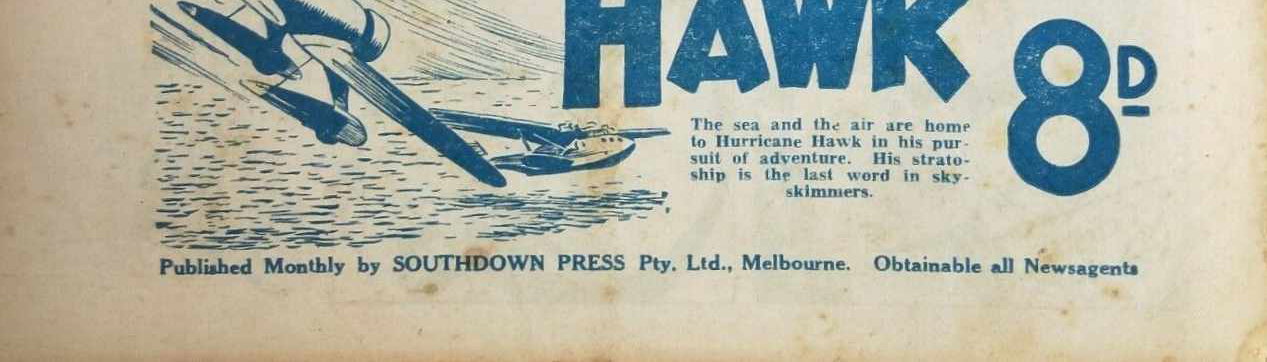 HAWK
8D
The sea and the air are home
to Hurricane Hawk in his pur-
suit of adventure. His strato-
ship is the last word in sky-
skimmers.
Published Monthly by SOUTHDOWN PRESS Pty. Ltd., Melbourne. Obtainable all Newsagents